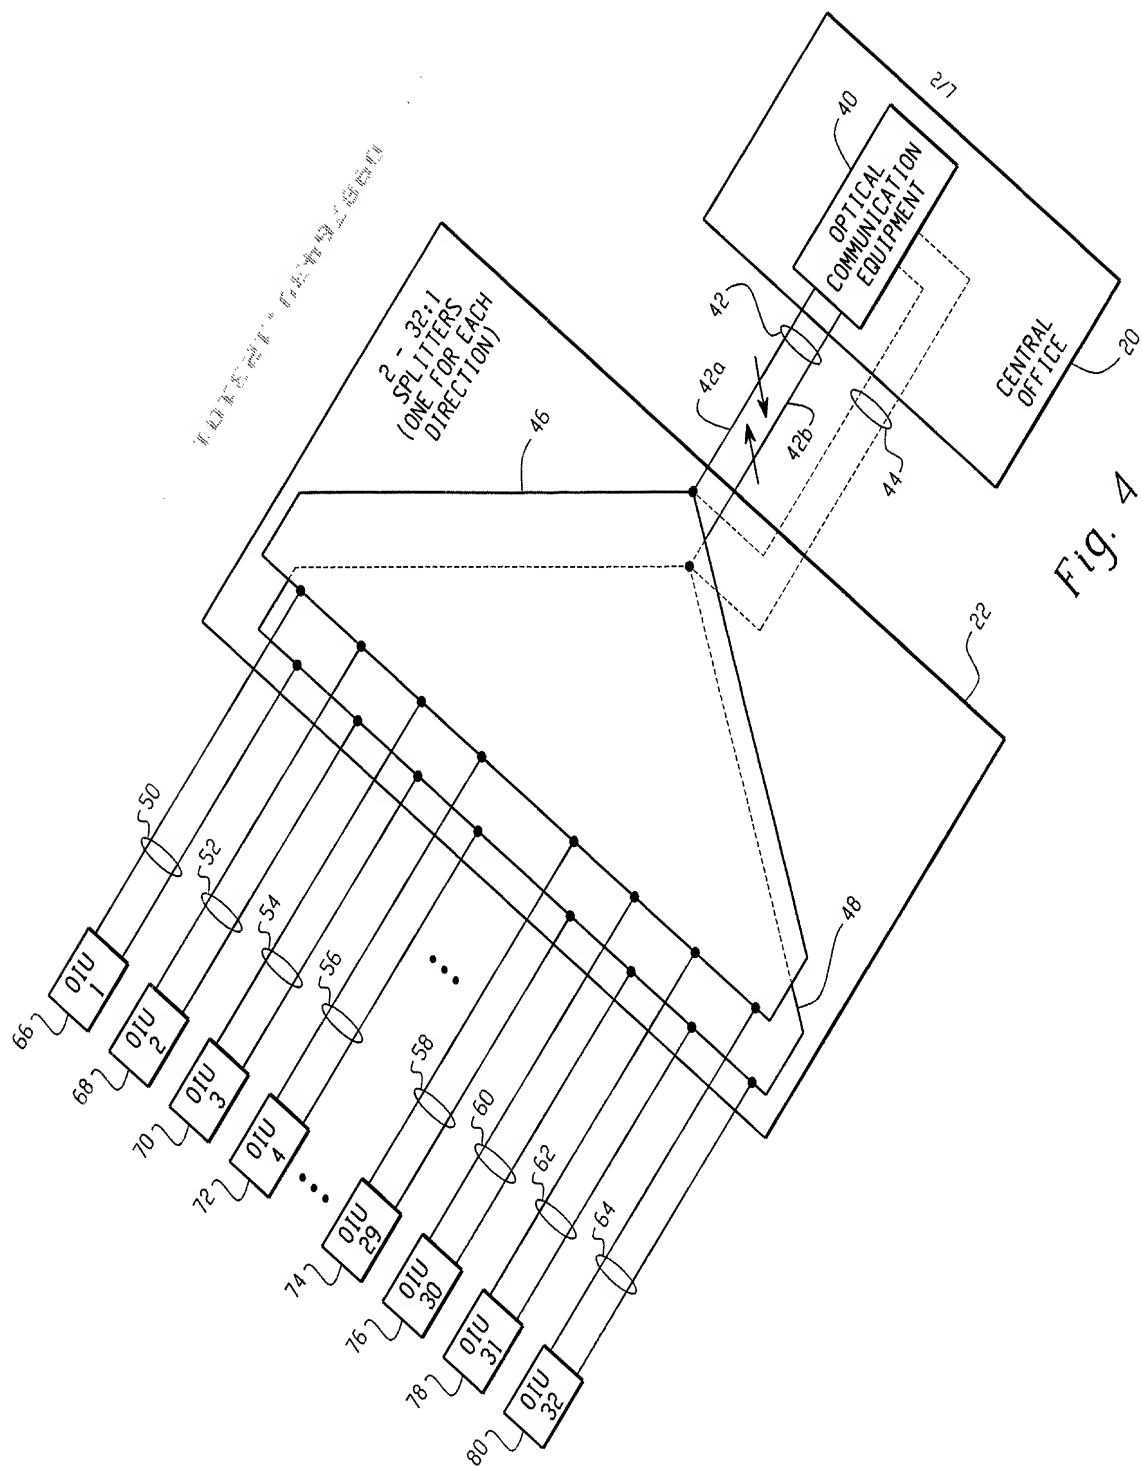 2/7
40
OPTICAL
COMMUNICATION
EQUIPMENT
CENTRAL
OFFICE
20
42
42a
42b
44
2 - 32:1
SPLITTERS
(ONE FOR EACH
DIRECTION)
46
48
22
50
52
54
56
58
60
62
64
OIU
1
66
OIU
2
68
OIU
3
70
OIU
4
72
OIU
29
74
OIU
30
76
OIU
31
78
OIU
32
80
Fig. 4